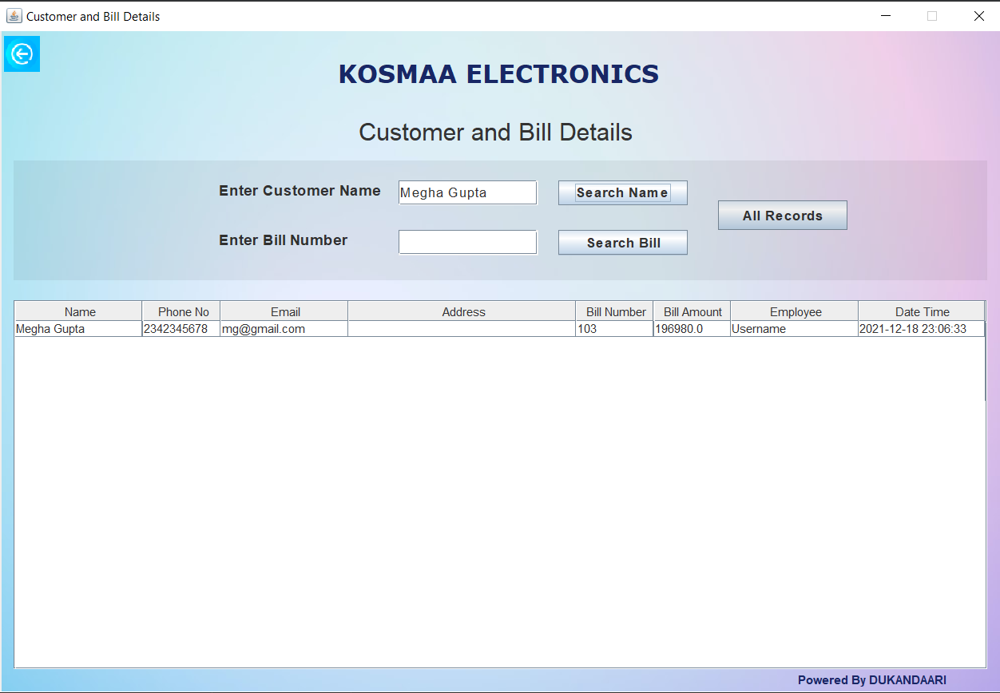 Customer and Bill Details
KOSMAA ELECTRONICS
Customer and Bill Details
Enter Customer Name Megha Gupta Search Name
All Records
Enter Bill Number Search Bill
Name Phone No Email Address Bill Number Bill Amount Employee Date Time
Megha Gupta 2342345678 mg@gmail.com 103 196980.0 Username 2021-12-18 23:06:33
Powered By DUKANDAARI